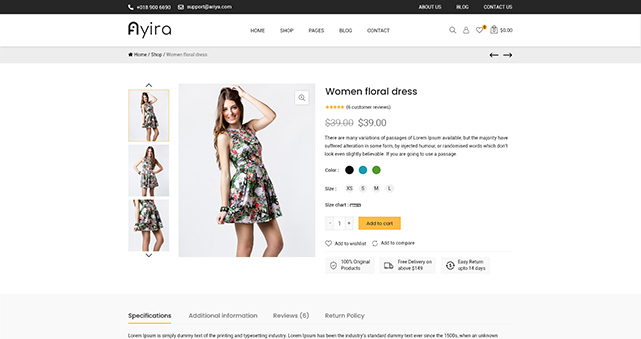 +018 900 6690 support@ariya.com ABOUT US BLOG CONTACT US
Ayira HOME SHOP PAGES BLOG CONTACT 0 0 $0.00
Home / Shop / Women floral dress
Women floral dress
(6 customer reviews)
$39.00 $39.00
There are many variations of passages of Lorem Ipsum available, but the majority have
suffered alteration in some form, by injected humour, or randomised words which don't
look even slightly believable. If you are going to use a passage.
Color :
Size : XS S M L
Size chart :
- 1 + Add to cart
Add to wishlist Add to compare
100% Original
Products
Free Delivery on
above $149
Easy Return
upto 14 days
Specifications Additional information Reviews (6) Return Policy
Lorem Ipsum is simply dummy text of the printing and typesetting industry. Lorem Ipsum has been the industry's standard dummy text ever since the 1500s, when an unknown